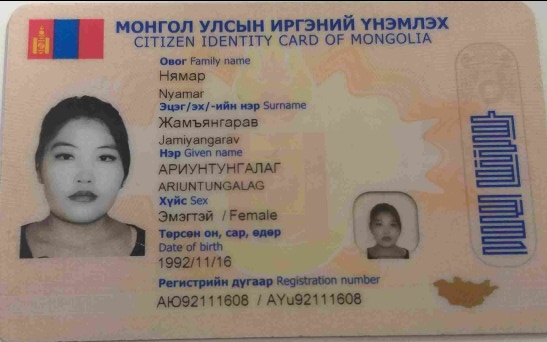 МОНГОЛ УЛСЫН ИРГЭНИЙ ҮНЭМЛЭХ
CITIZEN IDENTITY CARD OF MONGOLIA
Овог Family name
Нямар
Nyamar
Эцэг/эх/-ийн нэр Surname
Жамъянгарав
Jamiyangarav
Нэр Given name
АРИУНТУНГАЛАГ
ARIUNTUNGALAG
Хүйс Sex
Эмэгтэй / Female
Төрсөн он, сар, өдөр
Date of birth
1992/11/16
Регистрийн дугаар Registration number
АЮ92111608 / AYu92111608